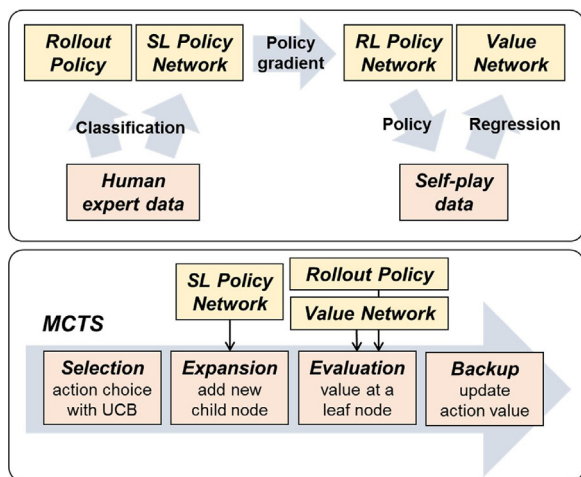 Rollout
Policy
SL Policy
Network
Policy
gradient
RL Policy
Network
Value
Network
Classification
Policy
Regression
Human
expert data
Self-play
data
SL Policy
Network
Rollout Policy
Value Network
MCTS
Selection
action choice
with UCB
Expansion
add new
child node
Evaluation
value at a
leaf node
Backup
update
action value